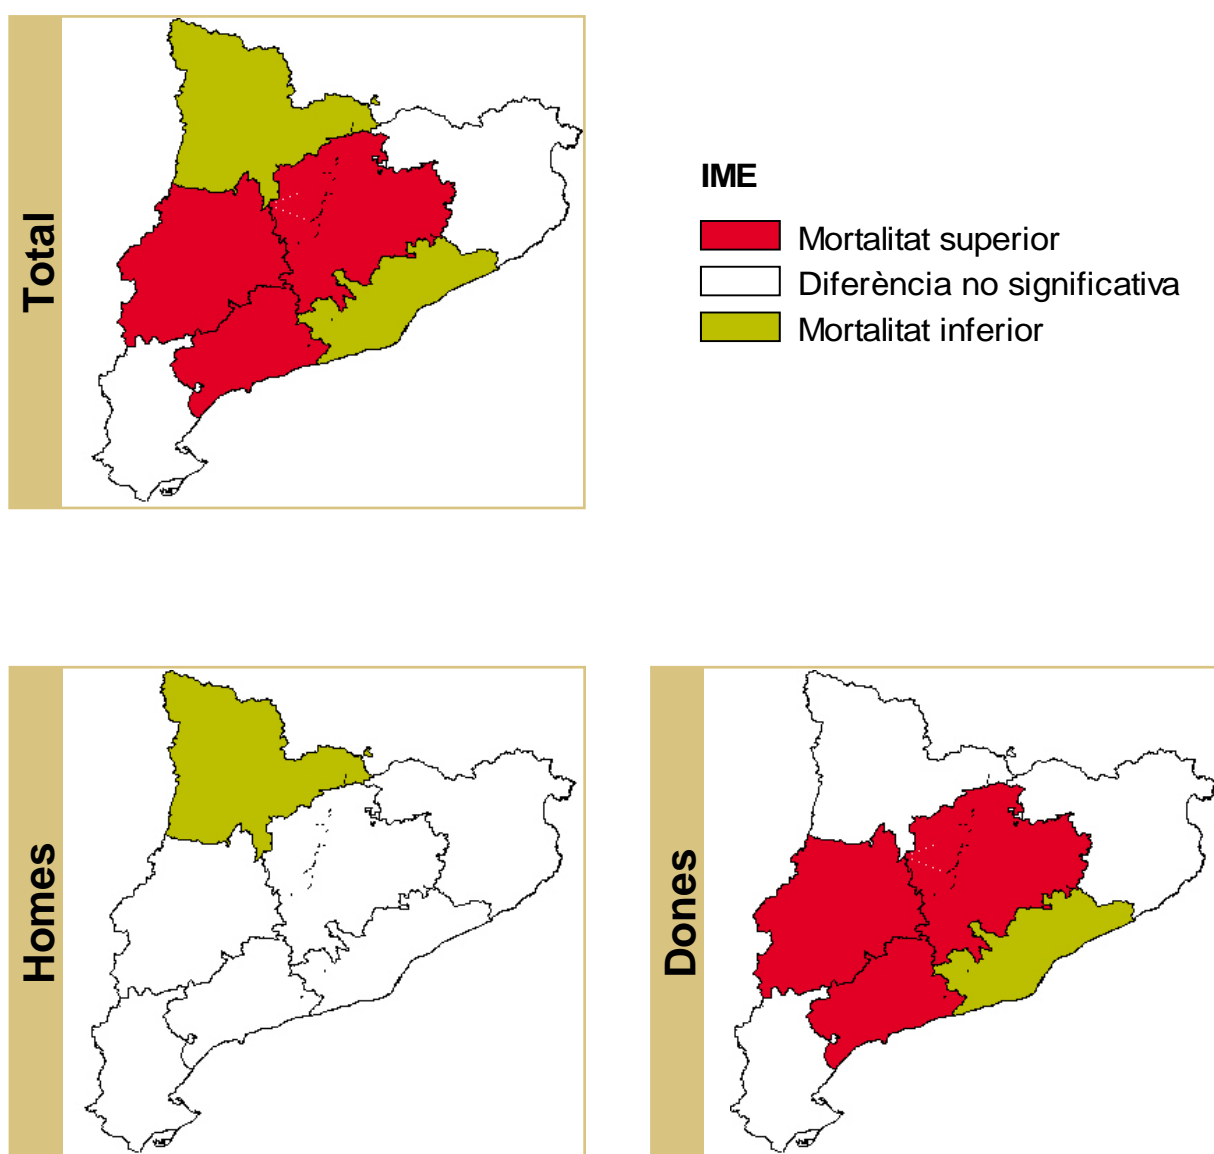 Total
IME
Mortalitat superior
Diferència no significativa
Mortalitat inferior
Homes
Dones